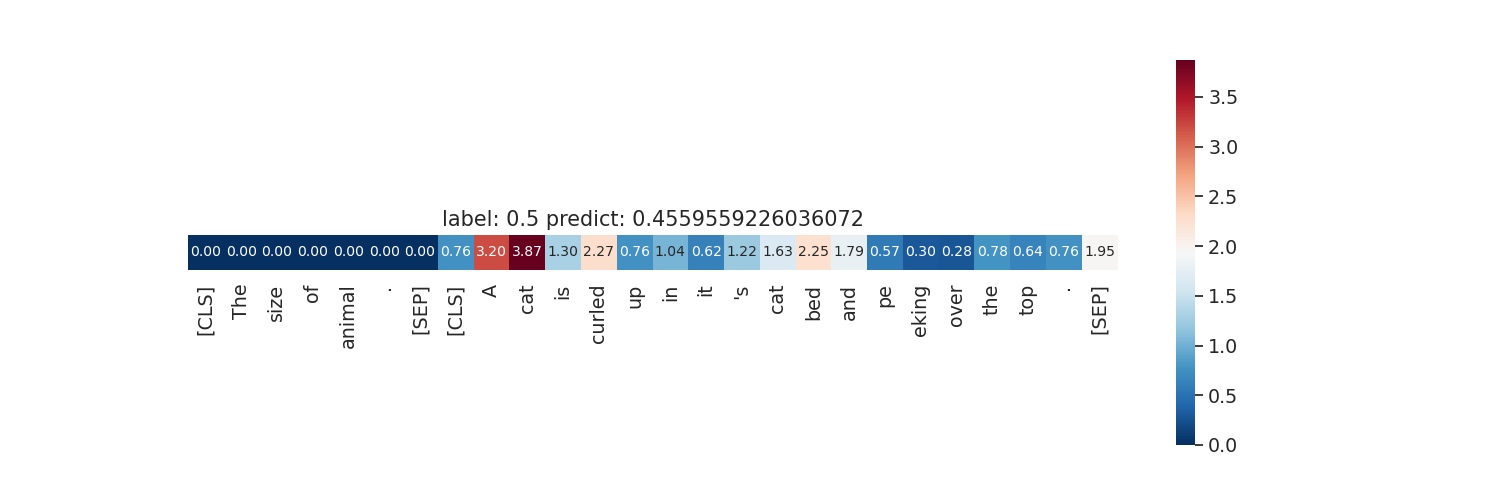 label: 0.5 predict: 0.4559559226036072
0.00 0.00 0.00 0.00 0.00 0.00 0.00 0.76 3.20 3.87 1.30 2.27 0.76 1.04 0.62 1.22 1.63 2.25 1.79 0.57 0.30 0.28 0.78 0.64 0.76 1.95
[CLS] The size of animal . [SEP] [CLS] A cat is curled up in it 's cat bed and pe eking over the top . [SEP]
3.5
3.0
2.5
2.0
1.5
1.0
0.5
0.0